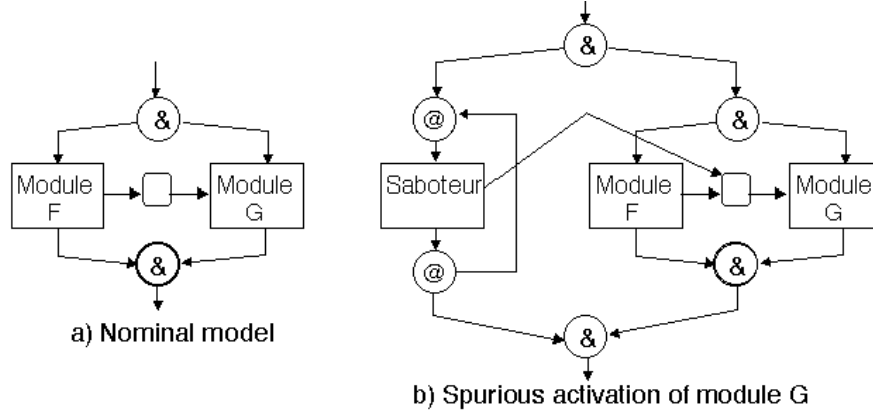 &
Module
F
Module
G
&
a) Nominal model
&
@
Saboteur
@
&
Module
F
Module
G
&
&
b) Spurious activation of module G